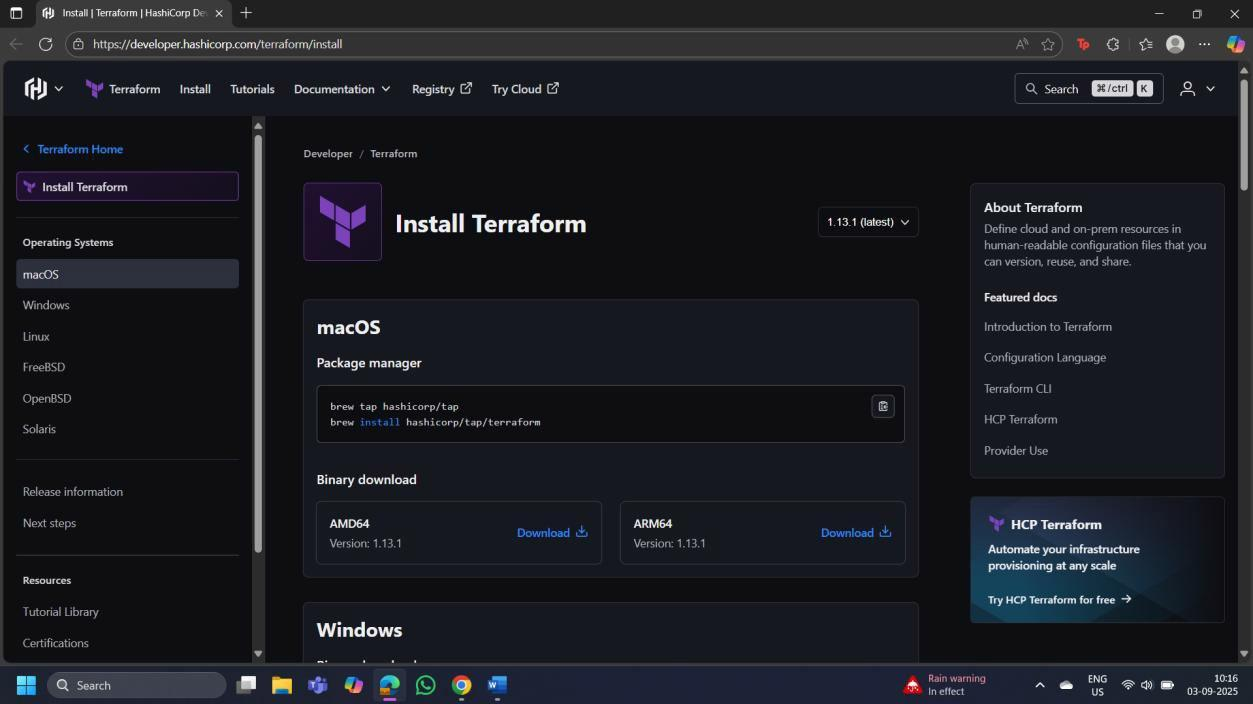 Install | Terraform | HashiCorp De
https://developer.hashicorp.com/terraform/install
Terraform
Install
Tutorials
Documentation
Registry
Try Cloud
Search
⌘/ctrl
K
Terraform Home
Install Terraform
Operating Systems
macOS
Windows
Linux
FreeBSD
OpenBSD
Solaris
Release information
Next steps
Resources
Tutorial Library
Certifications
Developer / Terraform
Install Terraform
1.13.1 (latest)
macOS
Package manager
brew tap hashicorp/tap
brew install hashicorp/tap/terraform
Binary download
AMD64
Version: 1.13.1
Download
ARM64
Version: 1.13.1
Download
Windows
About Terraform
Define cloud and on-prem resources in
human-readable configuration files that you
can version, reuse, and share.
Featured docs
Introduction to Terraform
Configuration Language
Terraform CLI
HCP Terraform
Provider Use
HCP Terraform
Automate your infrastructure
provisioning at any scale
Try HCP Terraform for free
Search
Rain warning
In effect
ENG
US
10:16
03-09-2025